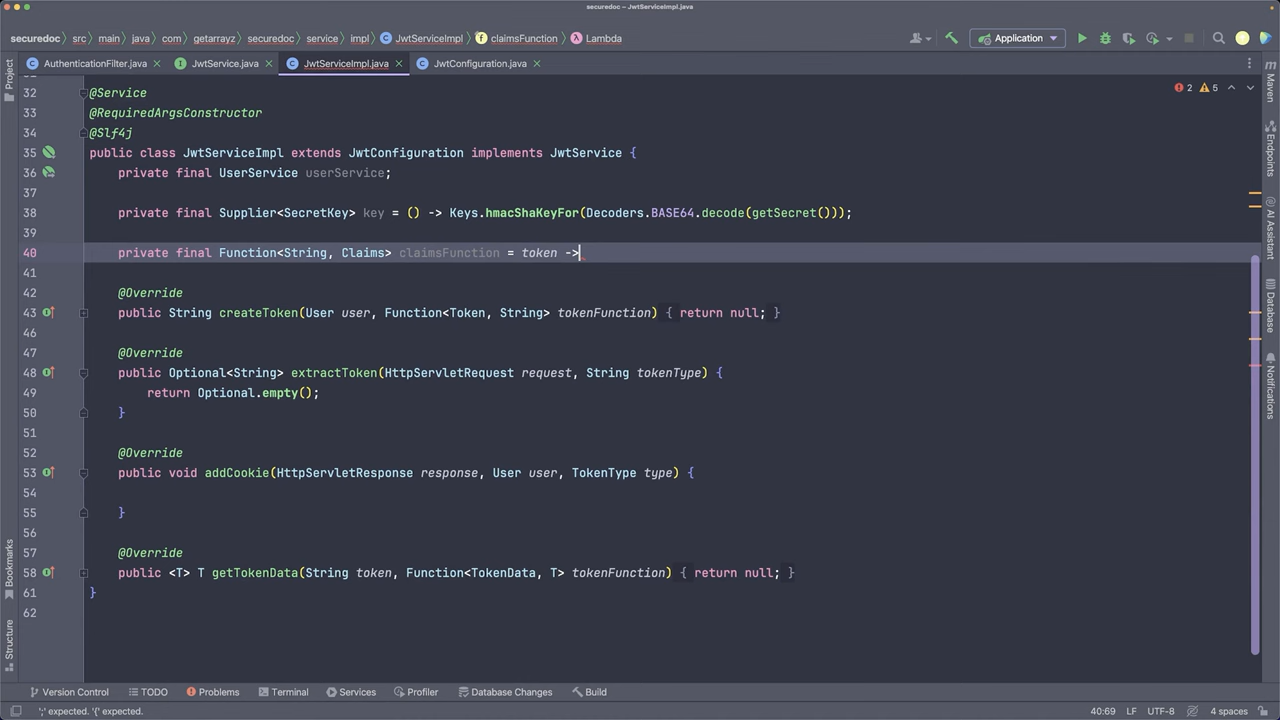 securedoc – JwtServiceImpl.java
securedoc src main java com getarrayz securedoc service impl JwtServiceImpl claimsFunction Lambda
Application
AuthenticationFilter.java JwtService.java JwtServiceImpl.java JwtConfiguration.java
2 5
32 @Service
33 @RequiredArgsConstructor
34 @Slf4j
35 public class JwtServiceImpl extends JwtConfiguration implements JwtService {
36 private final UserService userService;
37
38 private final Supplier<SecretKey> key = () -> Keys.hmacShaKeyFor(Decoders.BASE64.decode(getSecret()));
39
40 private final Function<String, Claims> claimsFunction = token ->
41
42 @Override
43 public String createToken(User user, Function<Token, String> tokenFunction) { return null; }
46
47 @Override
48 public Optional<String> extractToken(HttpServletRequest request, String tokenType) {
49 return Optional.empty();
50 }
51
52 @Override
53 public void addCookie(HttpServletResponse response, User user, TokenType type) {
54
55 }
56
57 @Override
58 public <T> T getTokenData(String token, Function<TokenData, T> tokenFunction) { return null; }
61 }
62
Project
Bookmarks
Structure
Maven
Endpoints
AI Assistant
Database
Notifications
Version Control TODO Problems Terminal Services Profiler Database Changes Build
';' expected. '{' expected. 40:69 LF UTF-8 4 spaces